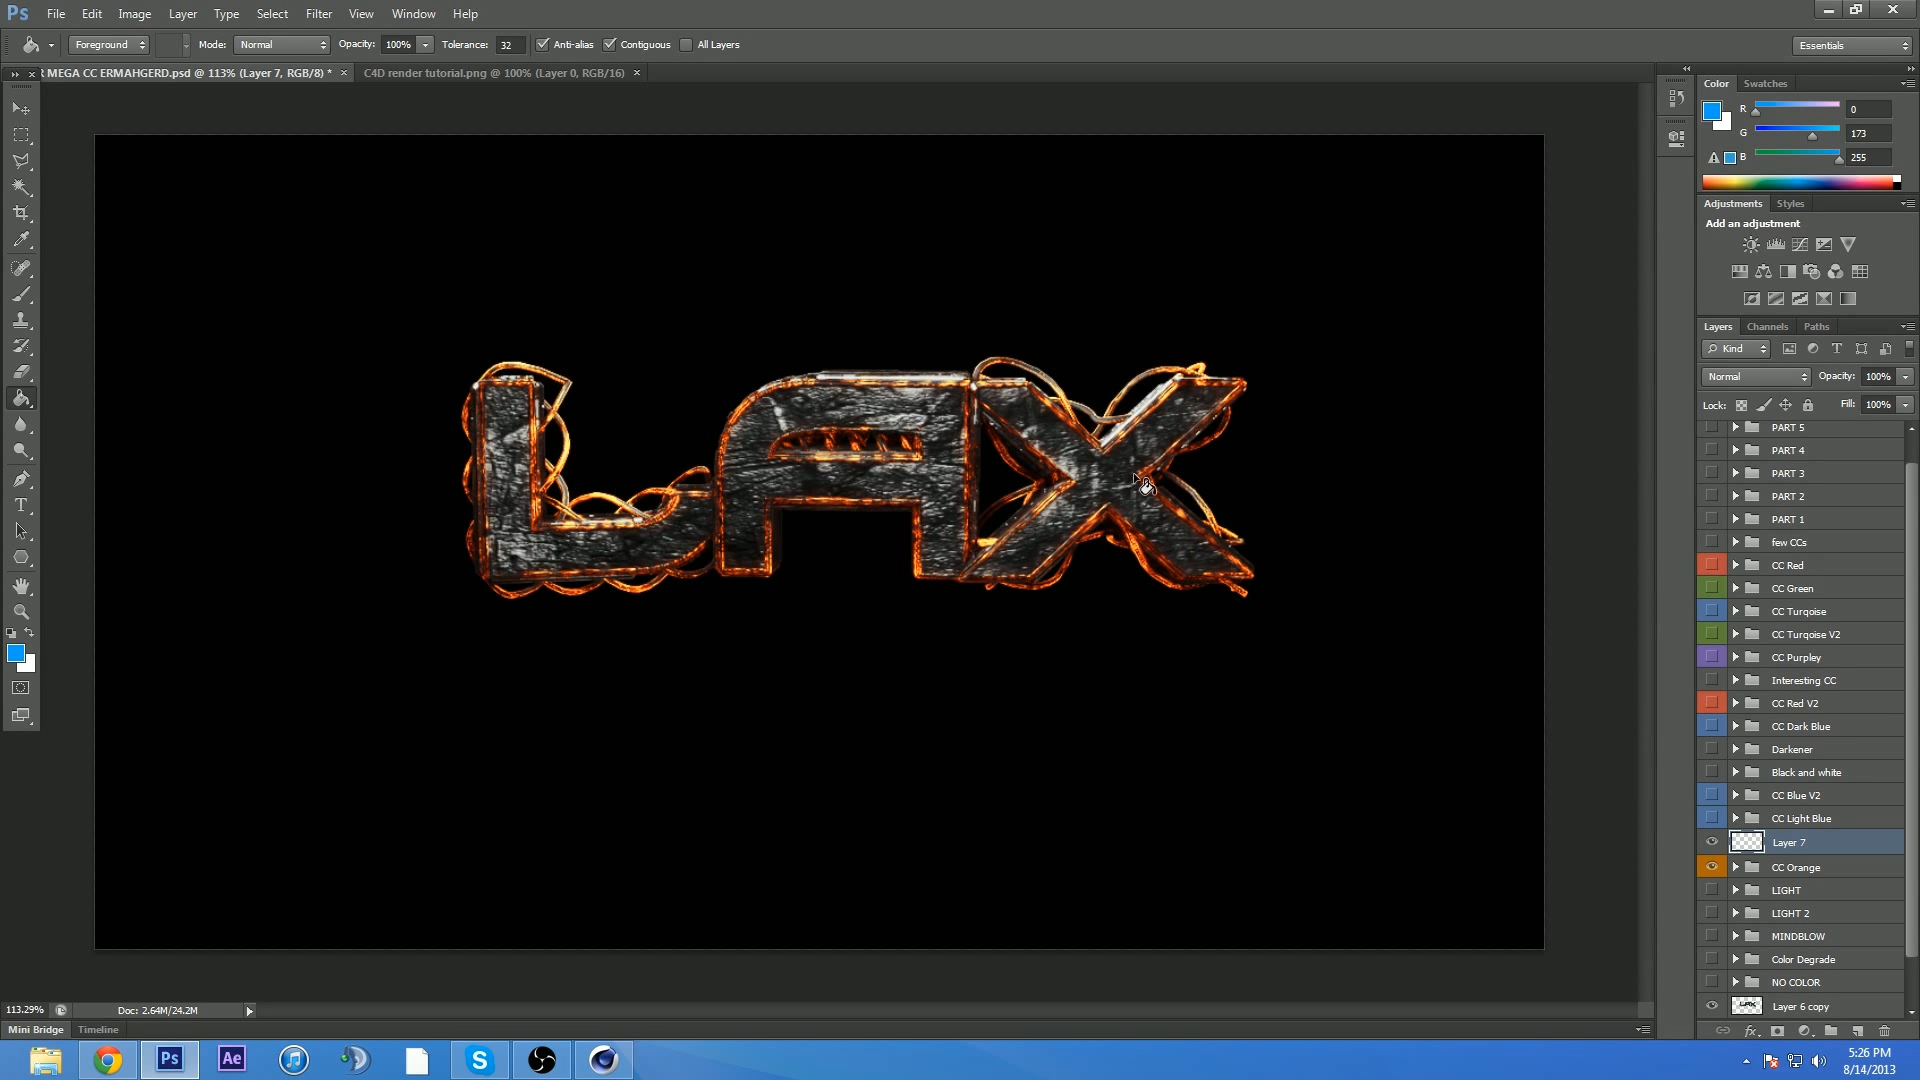 Ps File Edit Image Layer Type Select Filter View Window Help
Foreground Mode: Normal Opacity: 100% Tolerance: 32 Anti-alias Contiguous All Layers Essentials
R MEGA CC ERMAHGERD.psd @ 113% (Layer 7, RGB/8) * × C4D render tutorial.png @ 100% (Layer 0, RGB/16) ×
Color Swatches
R 0
G 173
B 255
Adjustments Styles
Add an adjustment
Layers Channels Paths
Kind
Normal Opacity: 100%
Lock: Fill: 100%
PART 5
PART 4
PART 3
PART 2
PART 1
few CCs
CC Red
CC Green
CC Turqoise
CC Turqoise V2
CC Purpley
Interesting CC
CC Red V2
CC Dark Blue
Darkener
Black and white
CC Blue V2
CC Light Blue
Layer 7
CC Orange
LIGHT
LIGHT 2
MINDBLOW
Color Degrade
NO COLOR
Layer 6 copy
LAX
113.29% Doc: 2.64M/24.2M
Mini Bridge Timeline
Ps Ae S
5:26 PM
8/14/2013